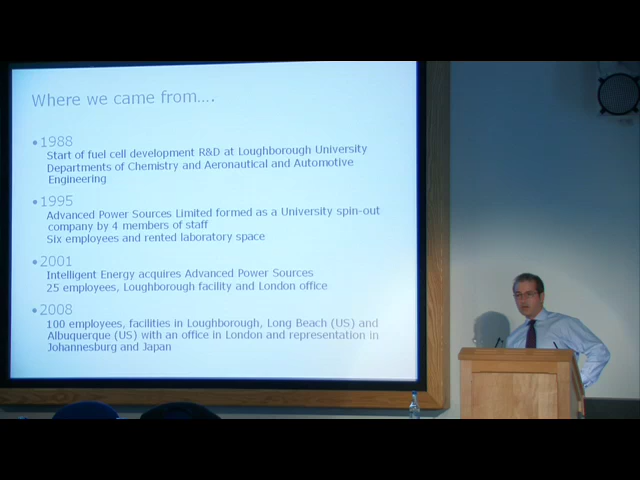 Where we came from....
•1988
Start of fuel cell development R&D at Loughborough University
Departments of Chemistry and Aeronautical and Automotive
Engineering
•1995
Advanced Power Sources Limited formed as a University spin-out
company by 4 members of staff
Six employees and rented laboratory space
•2001
Intelligent Energy acquires Advanced Power Sources
25 employees, Loughborough facility and London office
•2008
100 employees, facilities in Loughborough, Long Beach (US) and
Albuquerque (US) with an office in London and representation in
Johannesburg and Japan